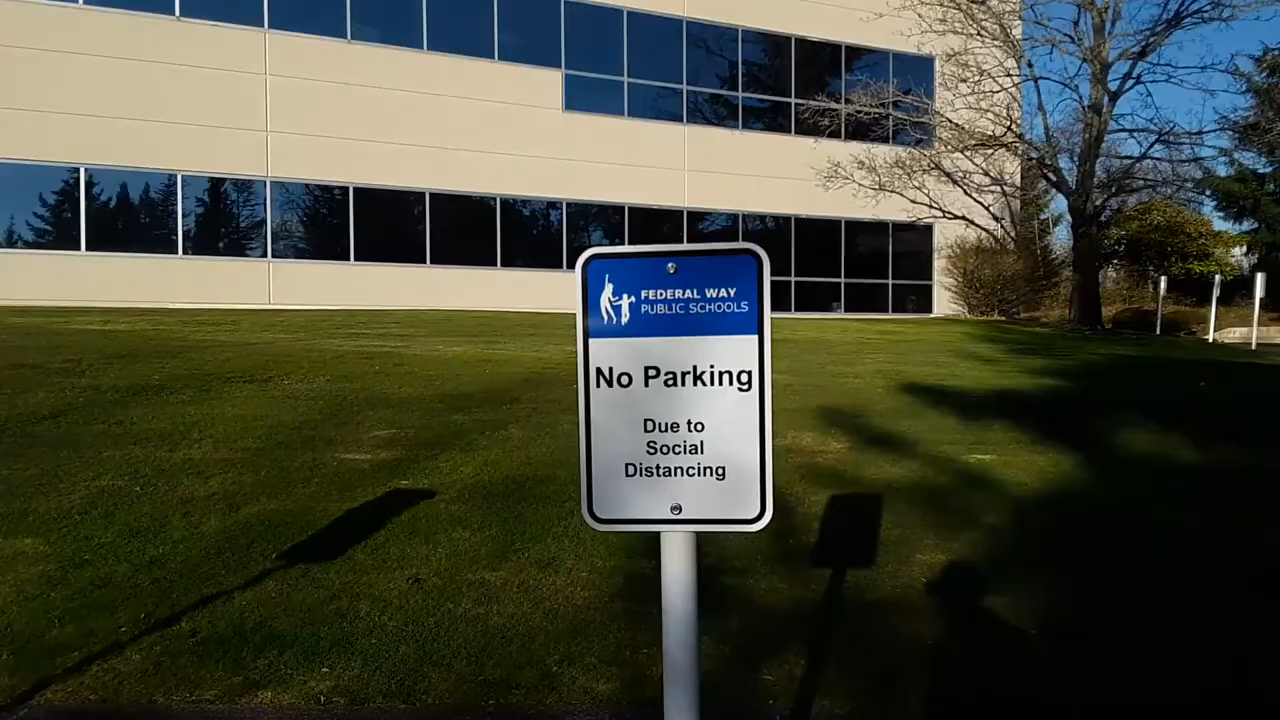 FEDERAL WAY
PUBLIC SCHOOLS
No Parking
Due to
Social
Distancing